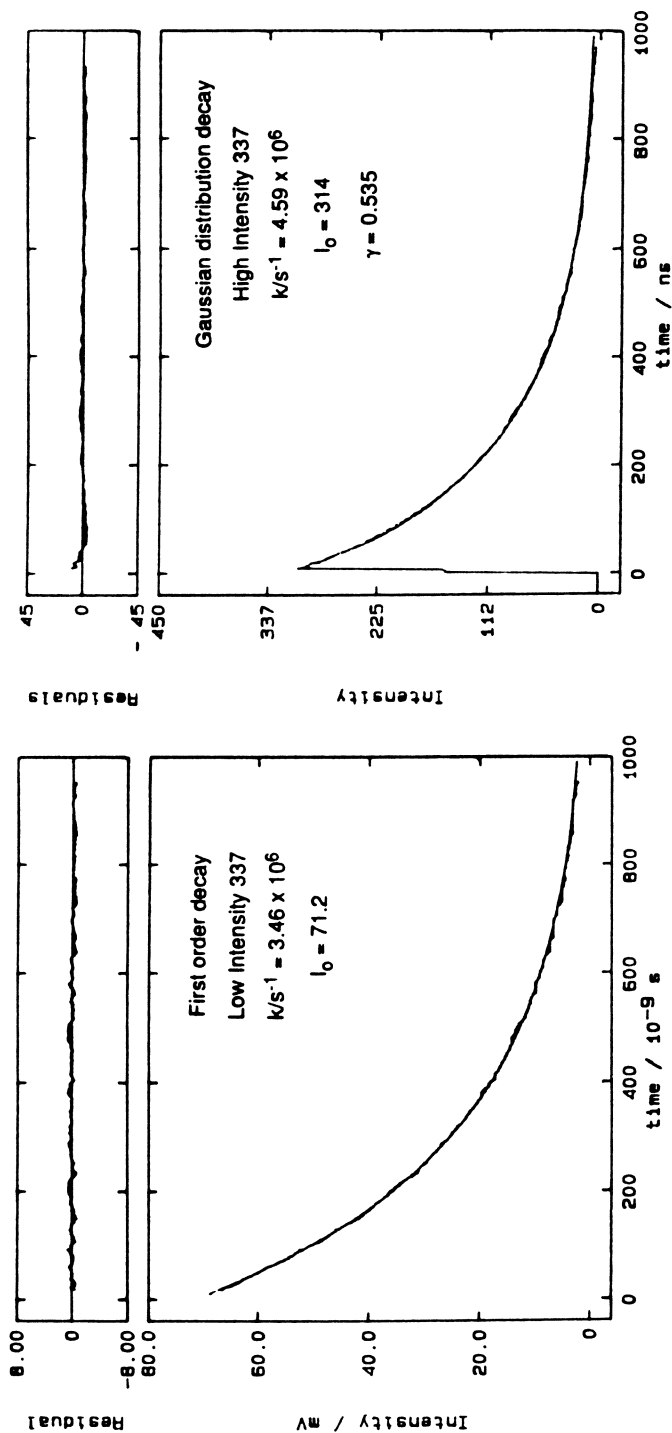 Residual
8.00
0
-8.00
Intensity / mV
80.0
60.0
40.0
20.0
0
First order decay
Low Intensity 337
k/s⁻¹ = 3.46 x 10⁶
I₀ = 71.2
0
200
400
600
800
1000
time / 10⁻⁹ s
Residuals
45
0
- 45
Intensity
450
337
225
112
0
Gaussian distribution decay
High Intensity 337
k/s⁻¹ = 4.59 x 10⁶
I₀ = 314
γ = 0.535
0
200
400
600
800
1000
time / ns